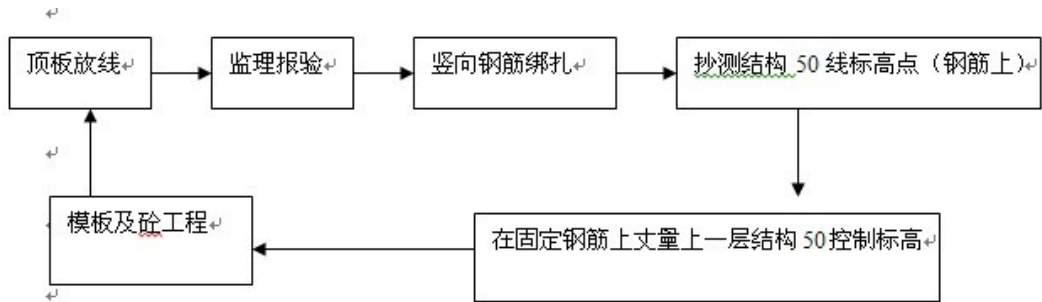 顶板放线
监理报验
竖向钢筋绑扎
抄测结构 50 线标高点（钢筋上）
在固定钢筋上丈量上一层结构 50控制标高
模板及砼工程